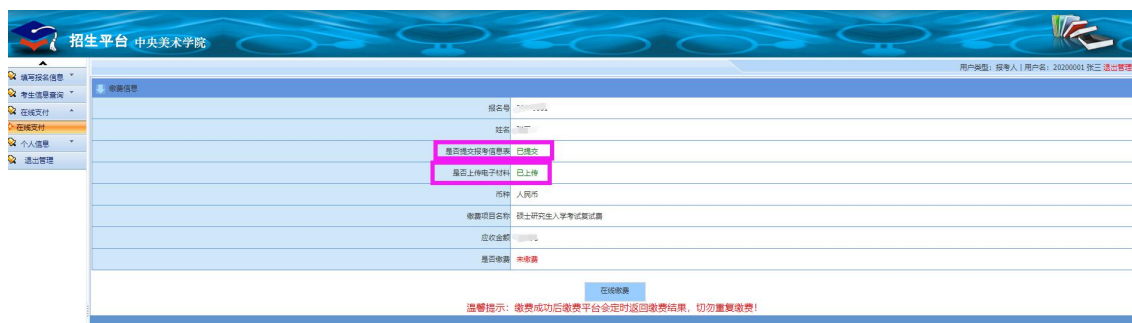 招生平台 中央美术学院
用户类型: 报考人 | 用户名: 20200001 张三 退出管理
填写报名信息
考生信息查询
在线支付
在线支付
个人信息
退出管理
缴费信息
报名号
姓名
是否提交报考信息表 已提交
是否上传电子材料 已上传
币种 人民币
缴费项目名称 硕士研究生入学考试复试费
应收金额
是否缴费 未缴费
在线缴费
温馨提示: 缴费成功后缴费平台会定时返回缴费结果, 切勿重复缴费!